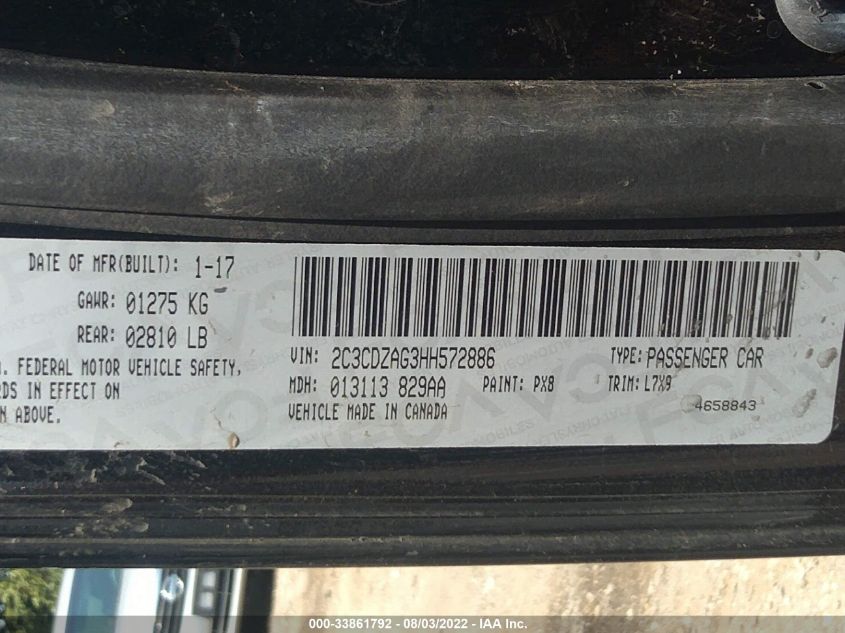 DATE OF MFR(BUILT): 1-17
GAWR: 01275 KG
REAR: 02810 LB
. FEDERAL MOTOR VEHICLE SAFETY,
RDS IN EFFECT ON
N ABOVE.
VIN: 2C3CDZAG3HH572886
TYPE: PASSENGER CAR
MDH: 013113 829AA
PAINT: PX8
TRIM: L7X9
VEHICLE MADE IN CANADA
4658843
000-33861792 - 08/03/2022 - IAA Inc.